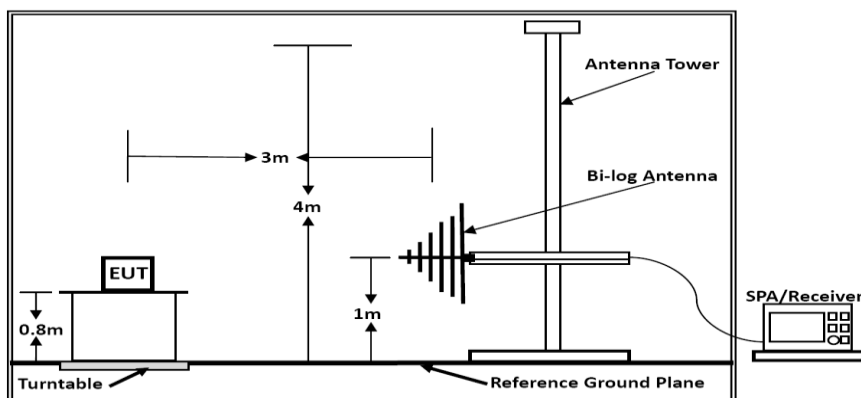 Antenna Tower
3m
Bi-log Antenna
4m
EUT
SPA/Receiver
0.8m
1m
Turntable
Reference Ground Plane